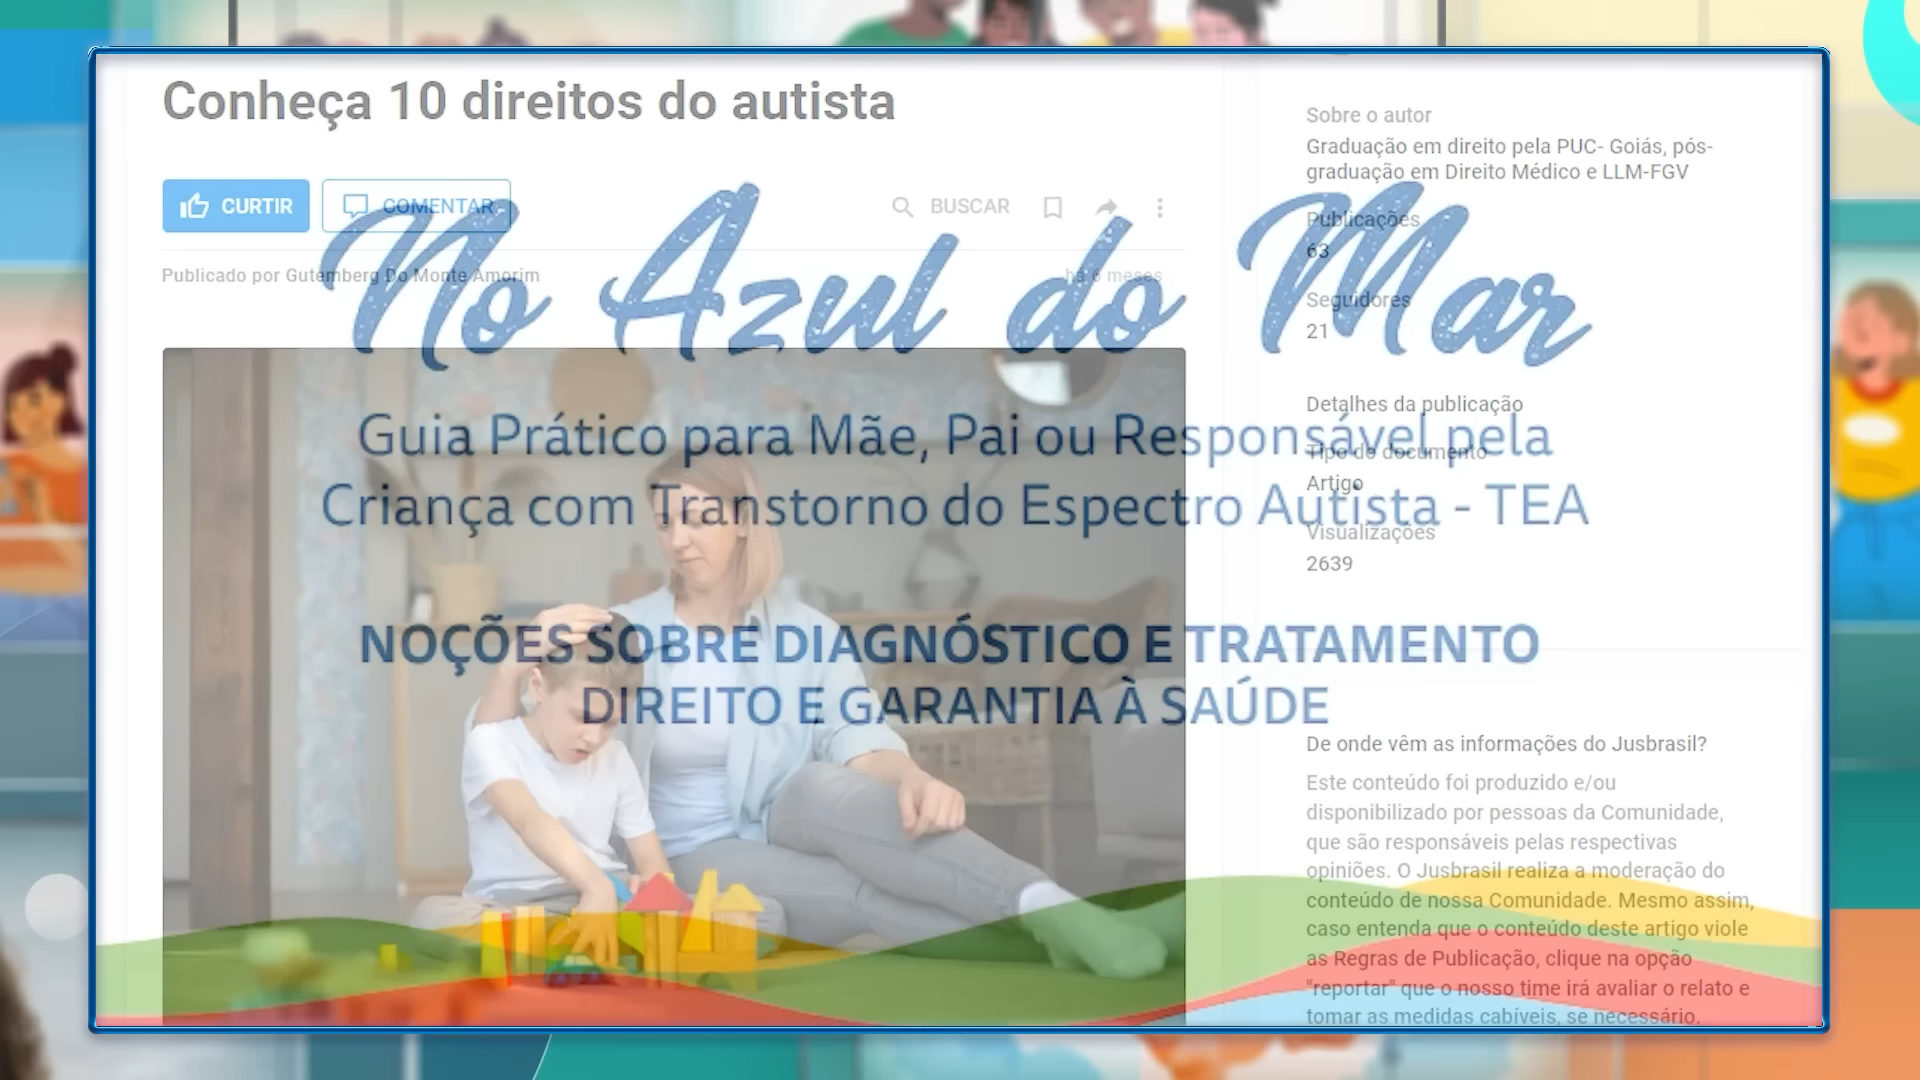 Conheça 10 direitos do autista
CURTIR
COMENTAR
BUSCAR
Publicado por Gutemberg Do Monte Amorim
há 6 meses
Sobre o autor
Graduação em direito pela PUC- Goiás, pós-
graduação em Direito Médico e LLM-FGV
Publicações
63
Seguidores
21
Detalhes da publicação
Tipo do documento
Artigo
Visualizações
2639
De onde vêm as informações do Jusbrasil?
Este conteúdo foi produzido e/ou
disponibilizado por pessoas da Comunidade,
que são responsáveis pelas respectivas
opiniões. O Jusbrasil realiza a moderação do
conteúdo de nossa Comunidade. Mesmo assim,
caso entenda que o conteúdo deste artigo viole
as Regras de Publicação, clique na opção
"reportar" que o nosso time irá avaliar o relato e
tomar as medidas cabíveis, se necessário.
No Azul do Mar
Guia Prático para Mãe, Pai ou Responsável pela
Criança com Transtorno do Espectro Autista - TEA
NOÇÕES SOBRE DIAGNÓSTICO E TRATAMENTO
DIREITO E GARANTIA À SAÚDE